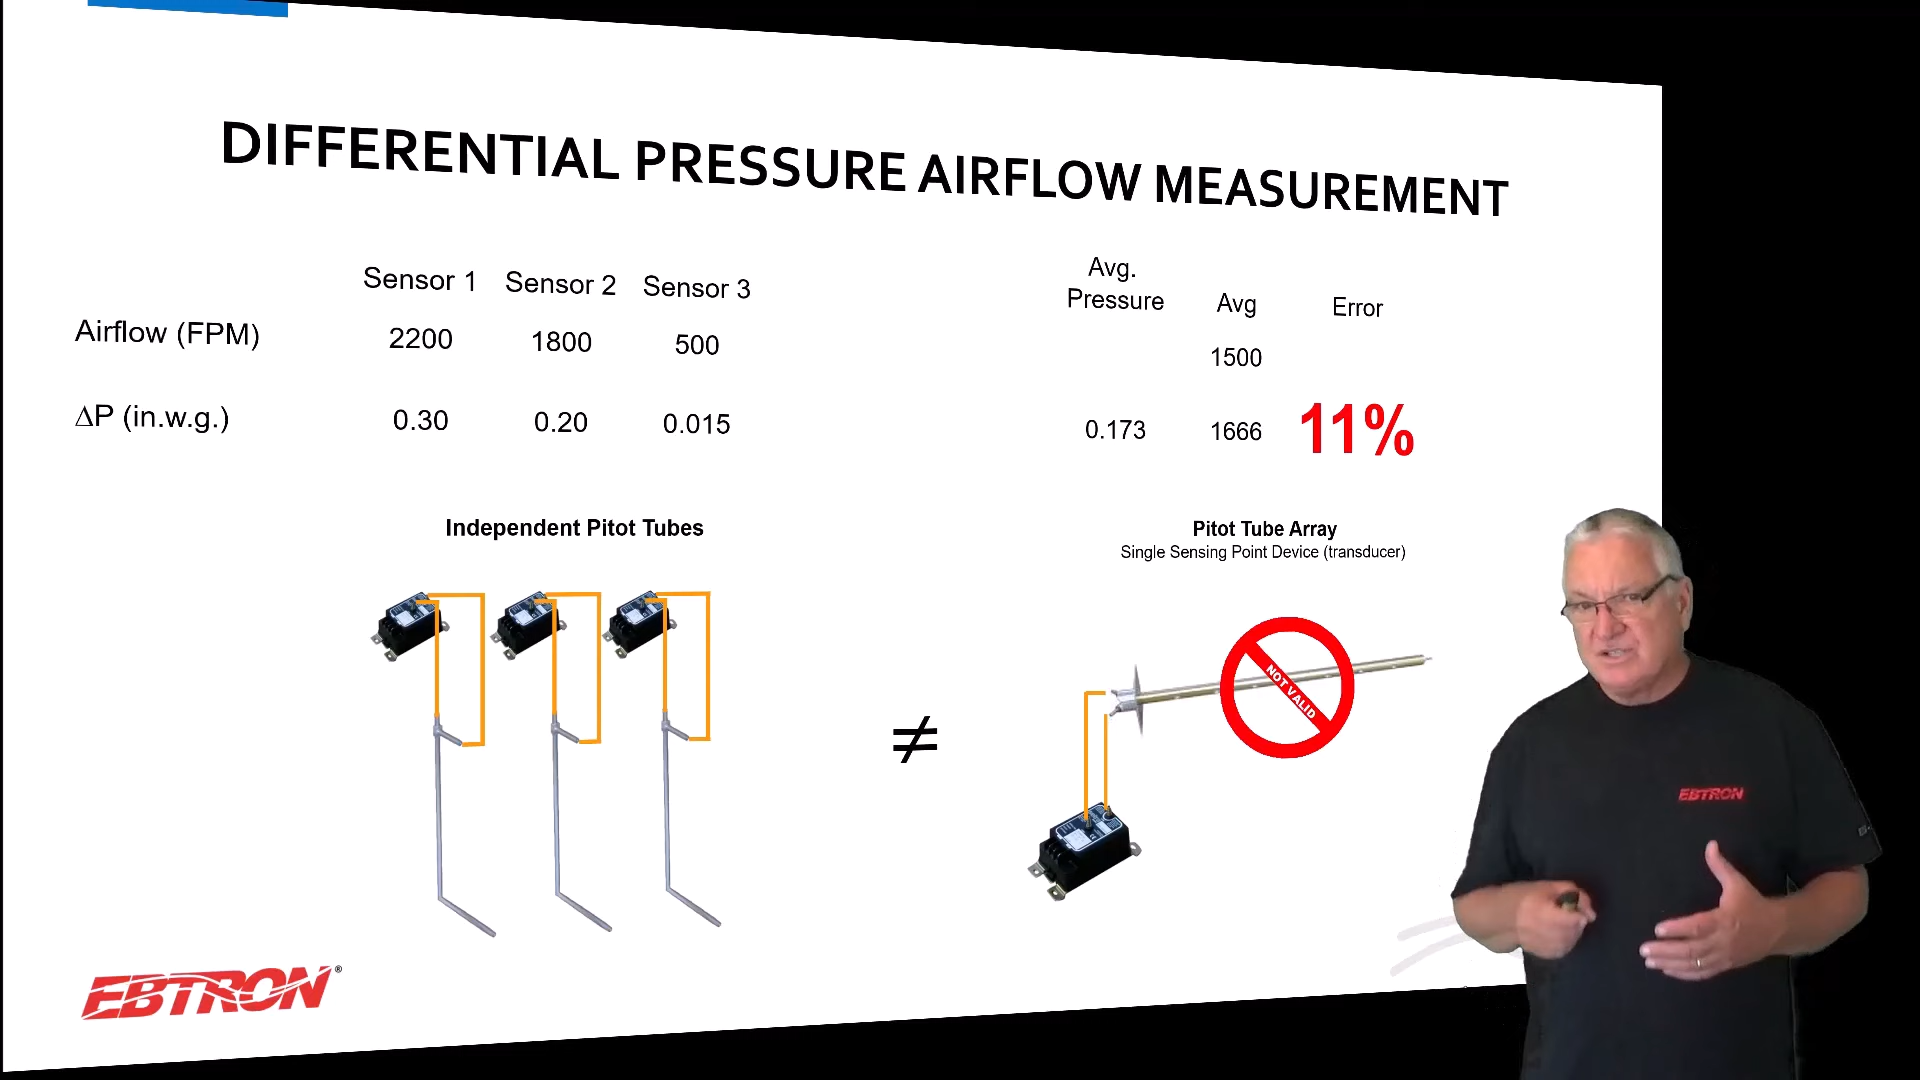 DIFFERENTIAL PRESSURE AIRFLOW MEASUREMENT
Sensor 1 Sensor 2 Sensor 3
Avg. Pressure Avg Error
Airflow (FPM) 2200 1800 500 1500
∆P (in.w.g.) 0.30 0.20 0.015 0.173 1666 11%
Independent Pitot Tubes
Pitot Tube Array
Single Sensing Point Device (transducer)
NOT VALID
≠
EBTRON
EBTRON®